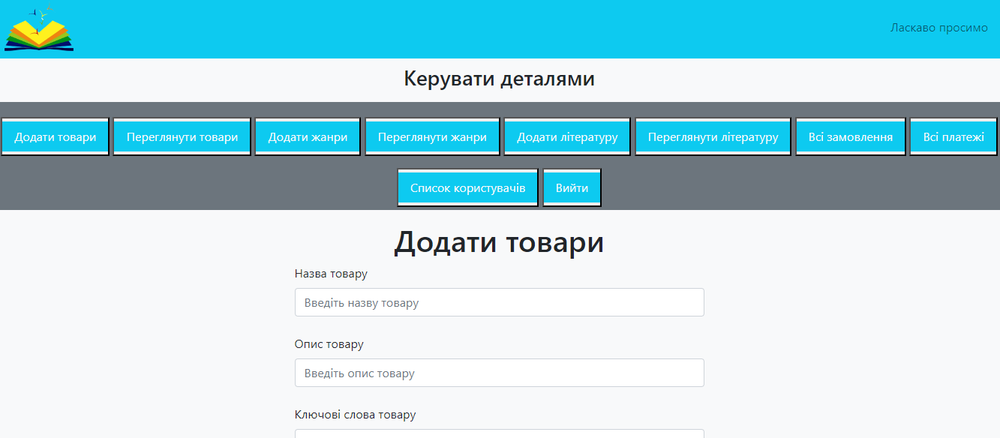 Ласкаво просимо
Керувати деталями
Додати товари Переглянути товари Додати жанри Переглянути жанри Додати літературу Переглянути літературу Всі замовлення Всі платежі
Список користувачів Вийти
Додати товари
Назва товару
Введіть назву товару
Опис товару
Введіть опис товару
Ключові слова товару